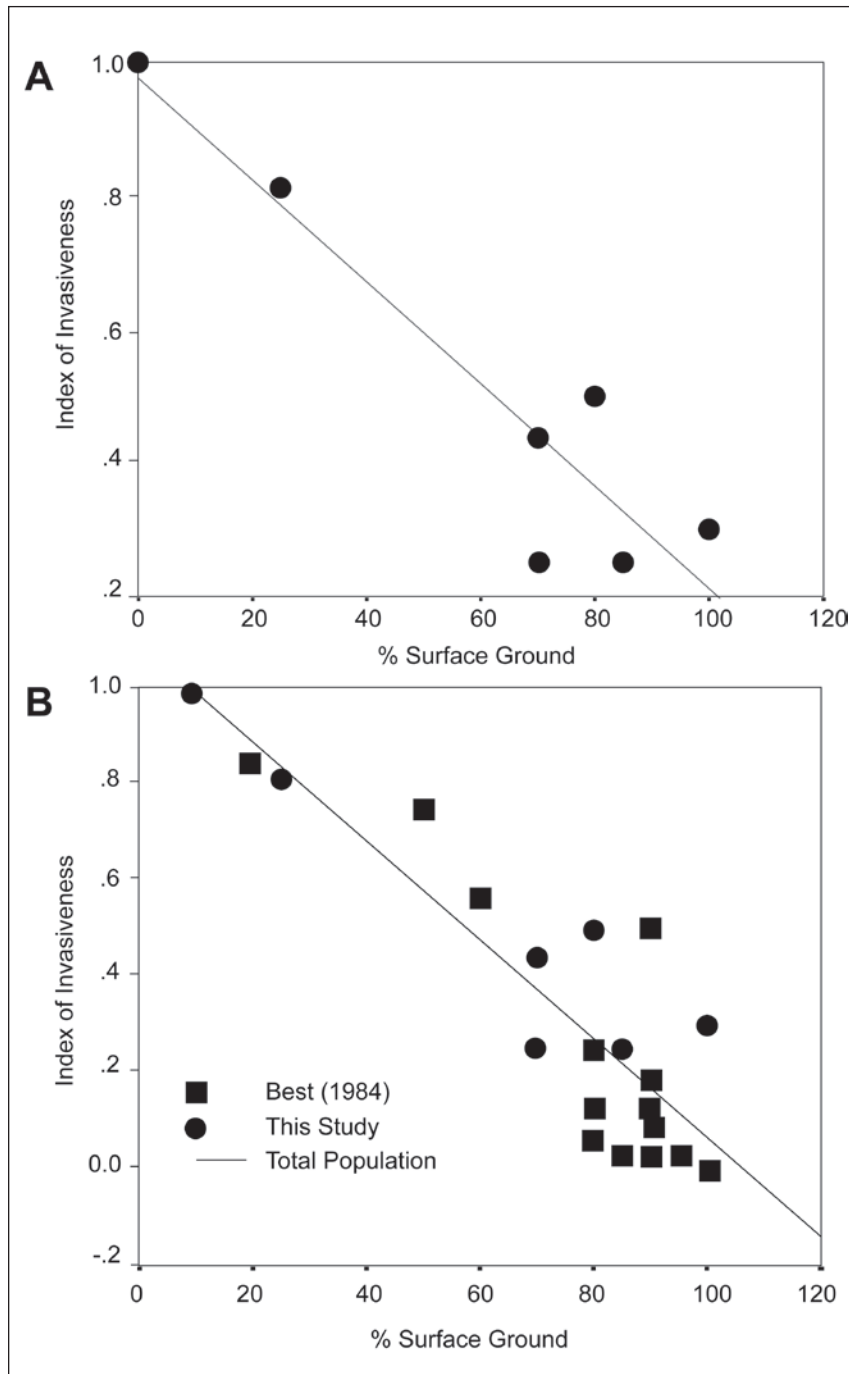 A
1.0
.8
.6
.4
.2
Index of Invasiveness
0 20 40 60 80 100 120
% Surface Ground
B
1.0
.8
.6
.4
.2
0.0
-.2
Index of Invasiveness
Best (1984)
This Study
Total Population
0 20 40 60 80 100 120
% Surface Ground